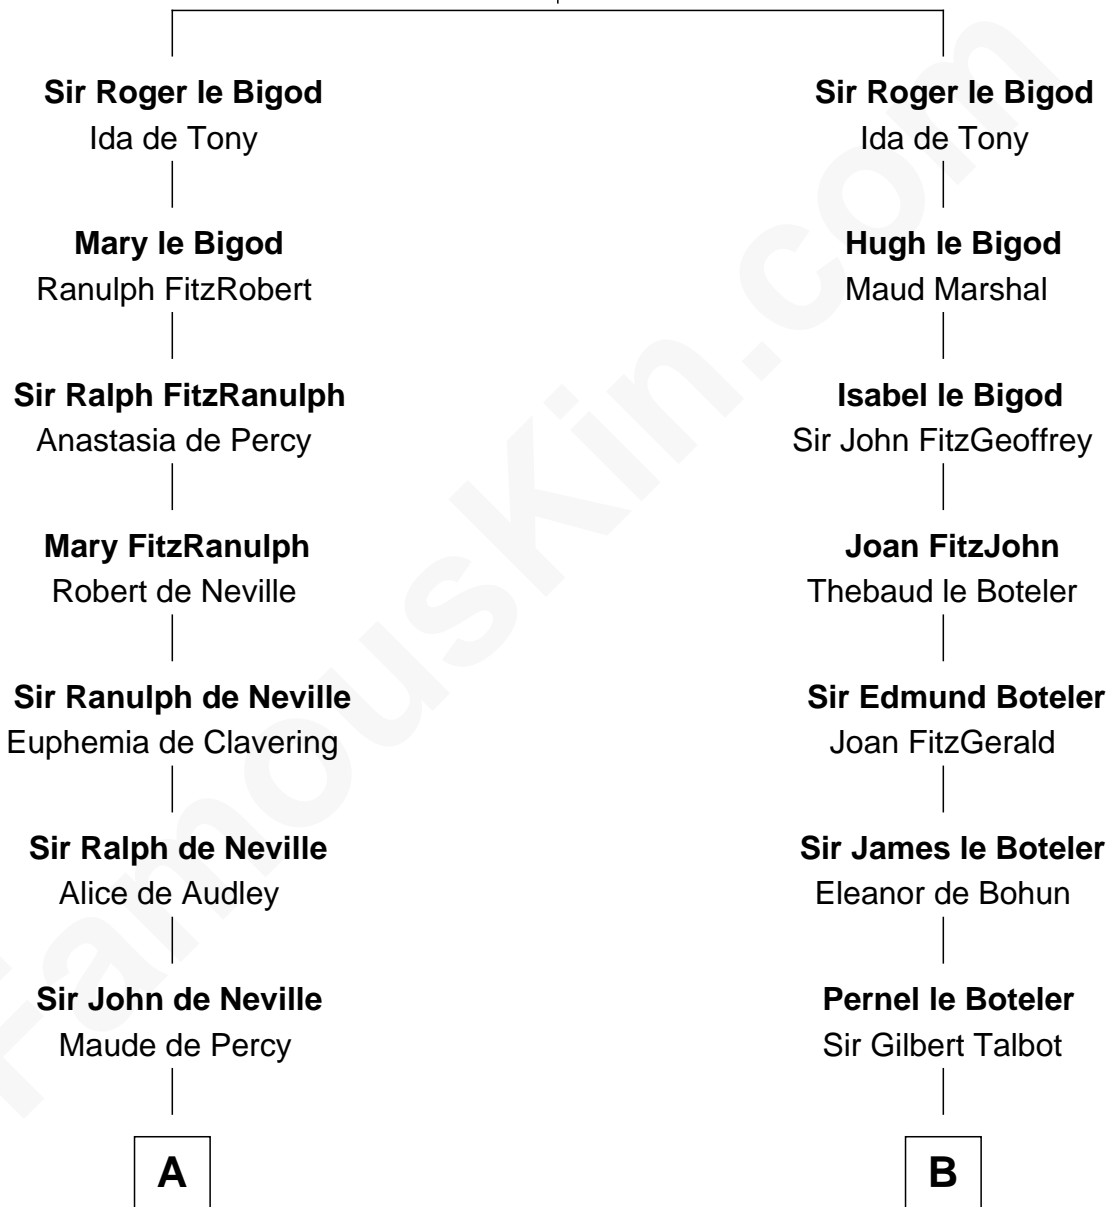 Sir Roger le Bigod
Ida de Tony
Mary le Bigod
Ranulph FitzRobert
Sir Ralph FitzRanulph
Anastasia de Percy
Mary FitzRanulph
Robert de Neville
Sir Ranulph de Neville
Euphemia de Clavering
Sir Ralph de Neville
Alice de Audley
Sir John de Neville
Maude de Percy
A
Sir Roger le Bigod
Ida de Tony
Hugh le Bigod
Maud Marshal
Isabel le Bigod
Sir John FitzGeoffrey
Joan FitzJohn
Thebaud le Boteler
Sir Edmund Boteler
Joan FitzGerald
Sir James le Boteler
Eleanor de Bohun
Pernel le Boteler
Sir Gilbert Talbot
B
FamousKin.com